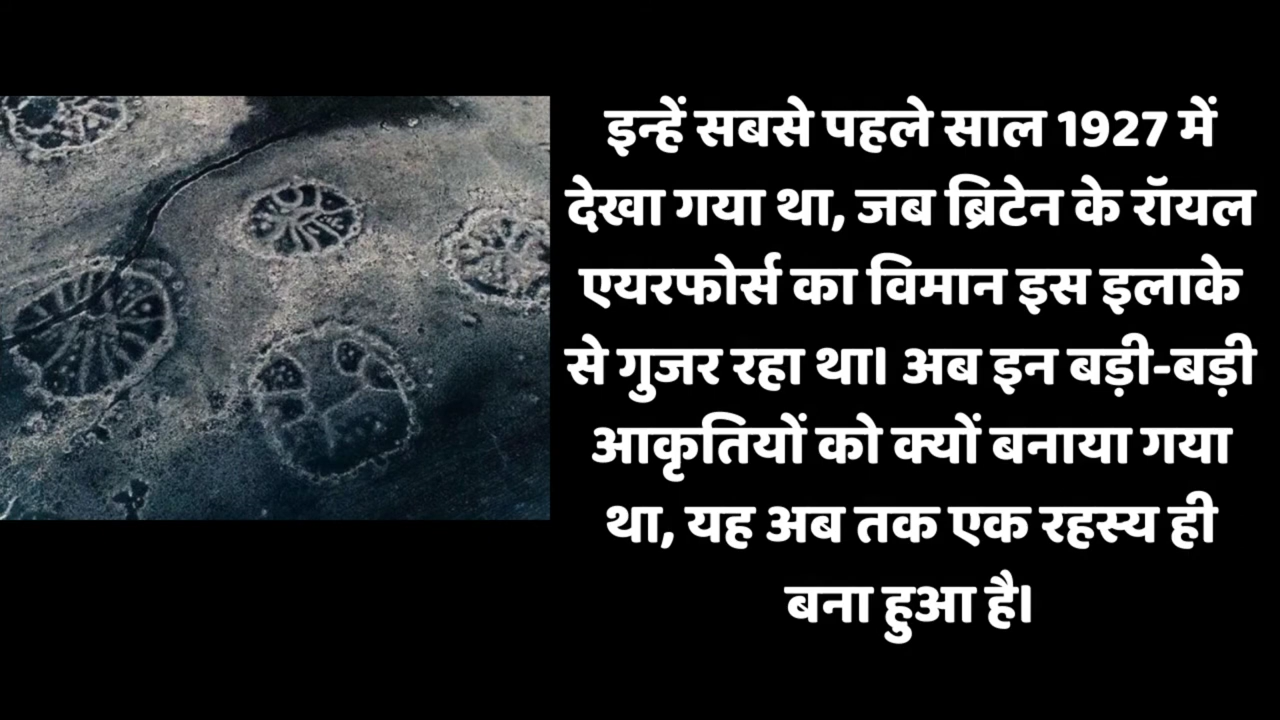 इन्हें सबसे पहले साल 1927 में
देखा गया था, जब ब्रिटेन के रॉयल
एयरफोर्स का विमान इस इलाके
से गुजर रहा था। अब इन बड़ी-बड़ी
आकृतियों को क्यों बनाया गया
था, यह अब तक एक रहस्य ही
बना हुआ है।